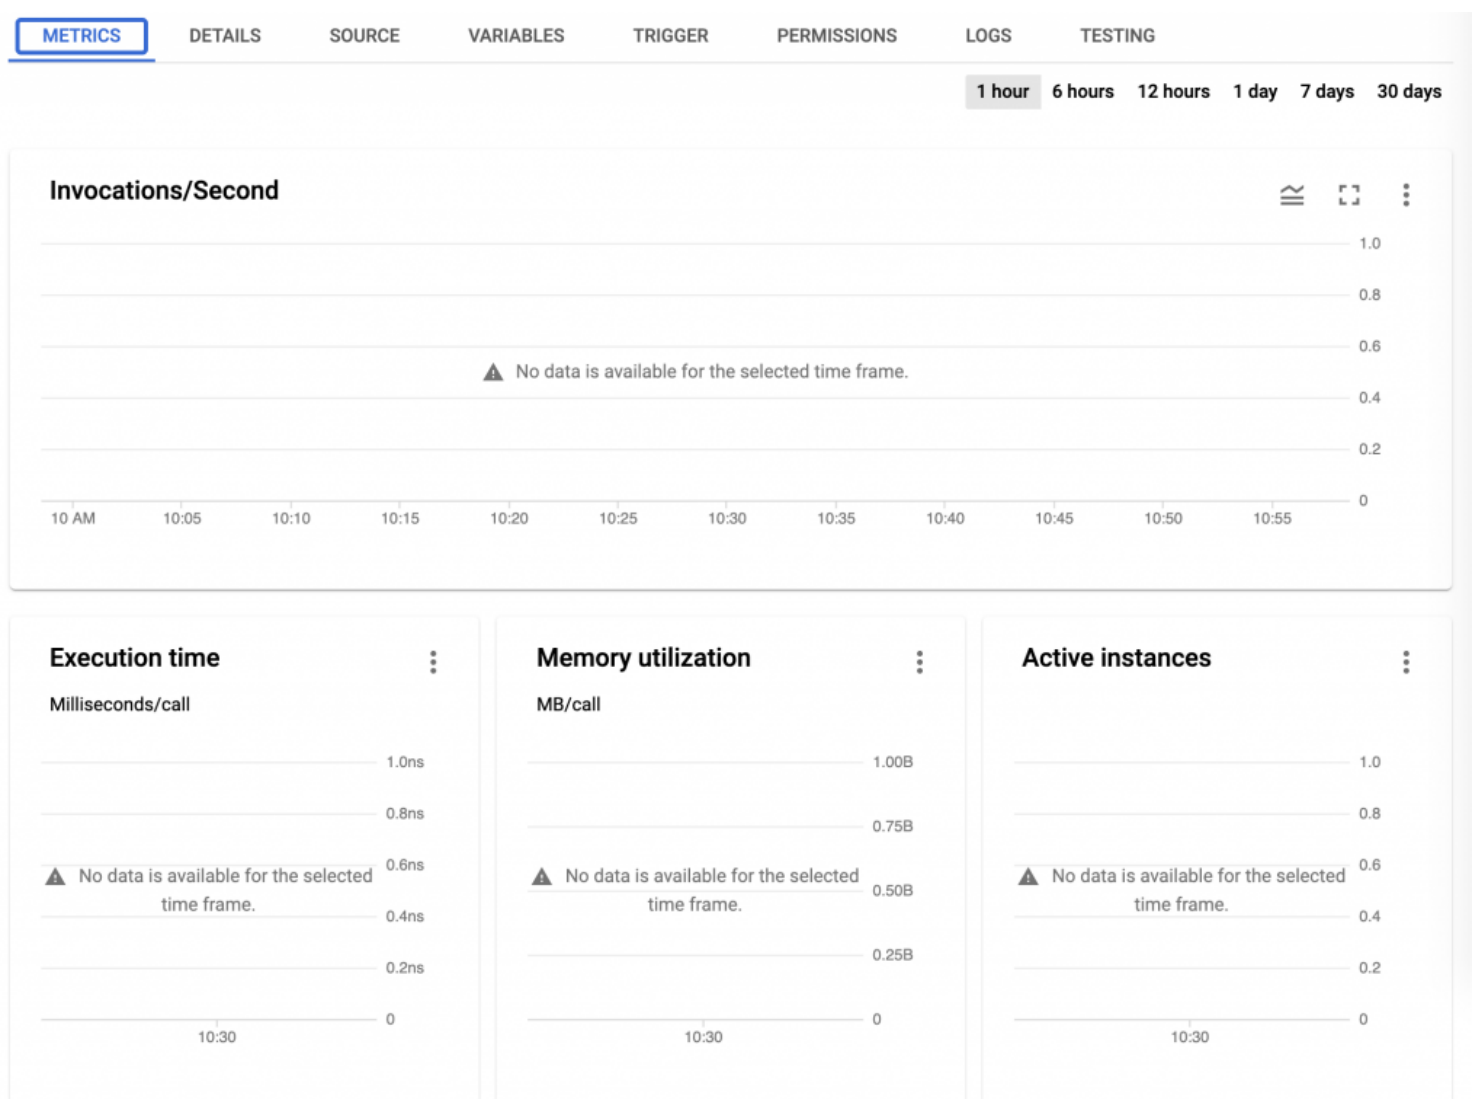 METRICS DETAILS SOURCE VARIABLES TRIGGER PERMISSIONS LOGS TESTING
1 hour 6 hours 12 hours 1 day 7 days 30 days
Invocations/Second
1.0
0.8
0.6
No data is available for the selected time frame.
0.4
0.2
0
10 AM 10:05 10:10 10:15 10:20 10:25 10:30 10:35 10:40 10:45 10:50 10:55
Execution time
Milliseconds/call
1.0ns
0.8ns
0.6ns
No data is available for the selected
time frame.
0.4ns
0.2ns
0
10:30
Memory utilization
MB/call
1.00B
0.75B
No data is available for the selected
0.50B
time frame.
0.25B
0
10:30
Active instances
1.0
0.8
0.6
No data is available for the selected
time frame.
0.4
0.2
0
10:30